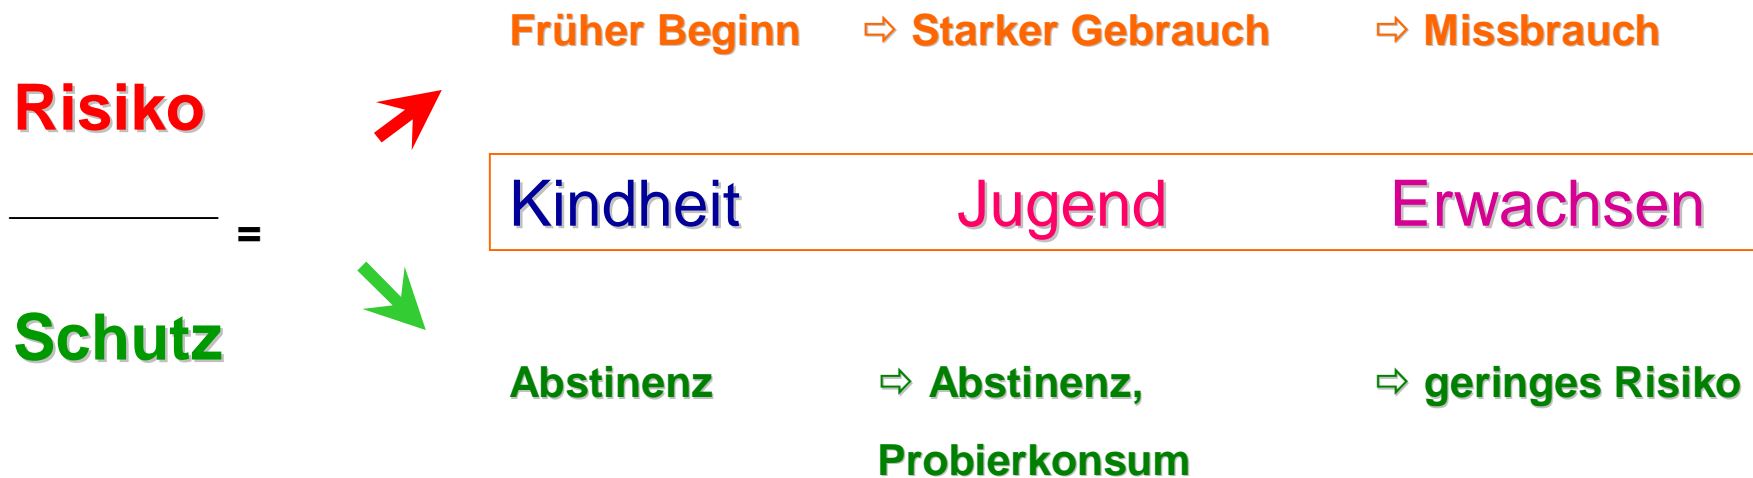 Früher Beginn ⇨ Starker Gebrauch ⇨ Missbrauch
Risiko
Kindheit Jugend Erwachsen
=
Schutz
Abstinenz ⇨ Abstinenz, ⇨ geringes Risiko
Probierkonsum